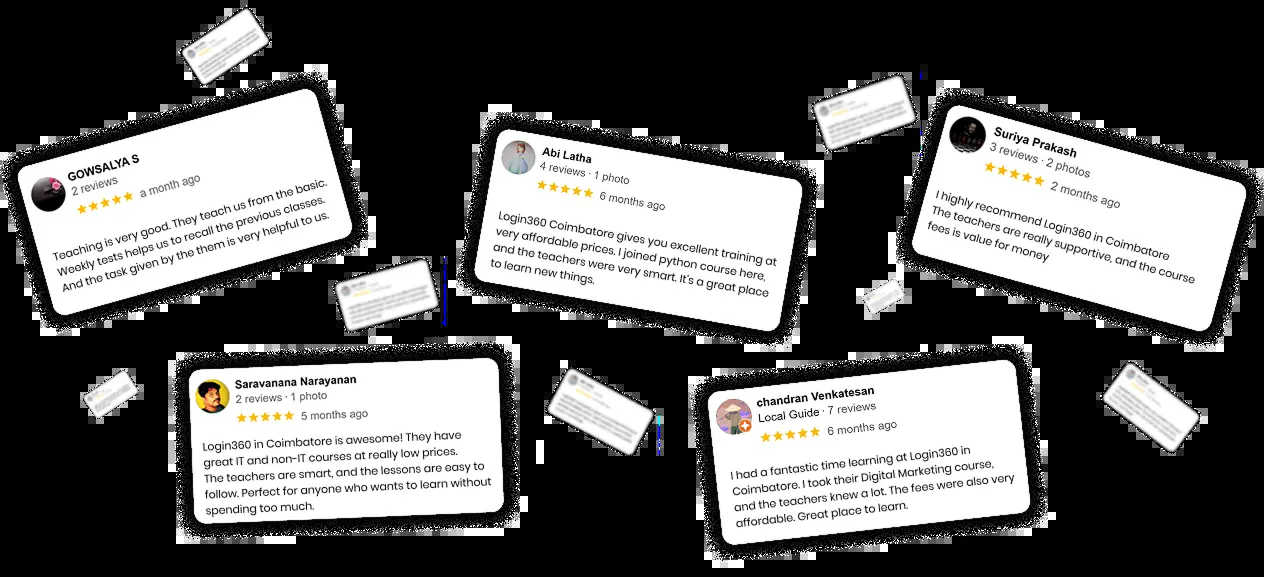 GOWSALYA S
2 reviews
a month ago
Teaching is very good. They teach us from the basic.
Weekly tests helps us to recall the previous classes.
And the task given by the them is very helpful to us.
Abi Latha
4 reviews · 1 photo
6 months ago
Login360 Coimbatore gives you excellent training at
very affordable prices. I joined python course here,
and the teachers were very smart. It's a great place
to learn new things.
Suriya Prakash
3 reviews · 2 photos
2 months ago
I highly recommend Login360 in Coimbatore
The teachers are really supportive, and the course
fees is value for money
Saravanana Narayanan
2 reviews · 1 photo
5 months ago
Login360 in Coimbatore is awesome! They have
great IT and non-IT courses at really low prices.
The teachers are smart, and the lessons are easy to
follow. Perfect for anyone who wants to learn without
spending too much.
chandran Venkatesan
Local Guide · 7 reviews
6 months ago
I had a fantastic time learning at Login360 in
Coimbatore. I took their Digital Marketing course,
and the teachers knew a lot. The fees were also very
affordable. Great place to learn.